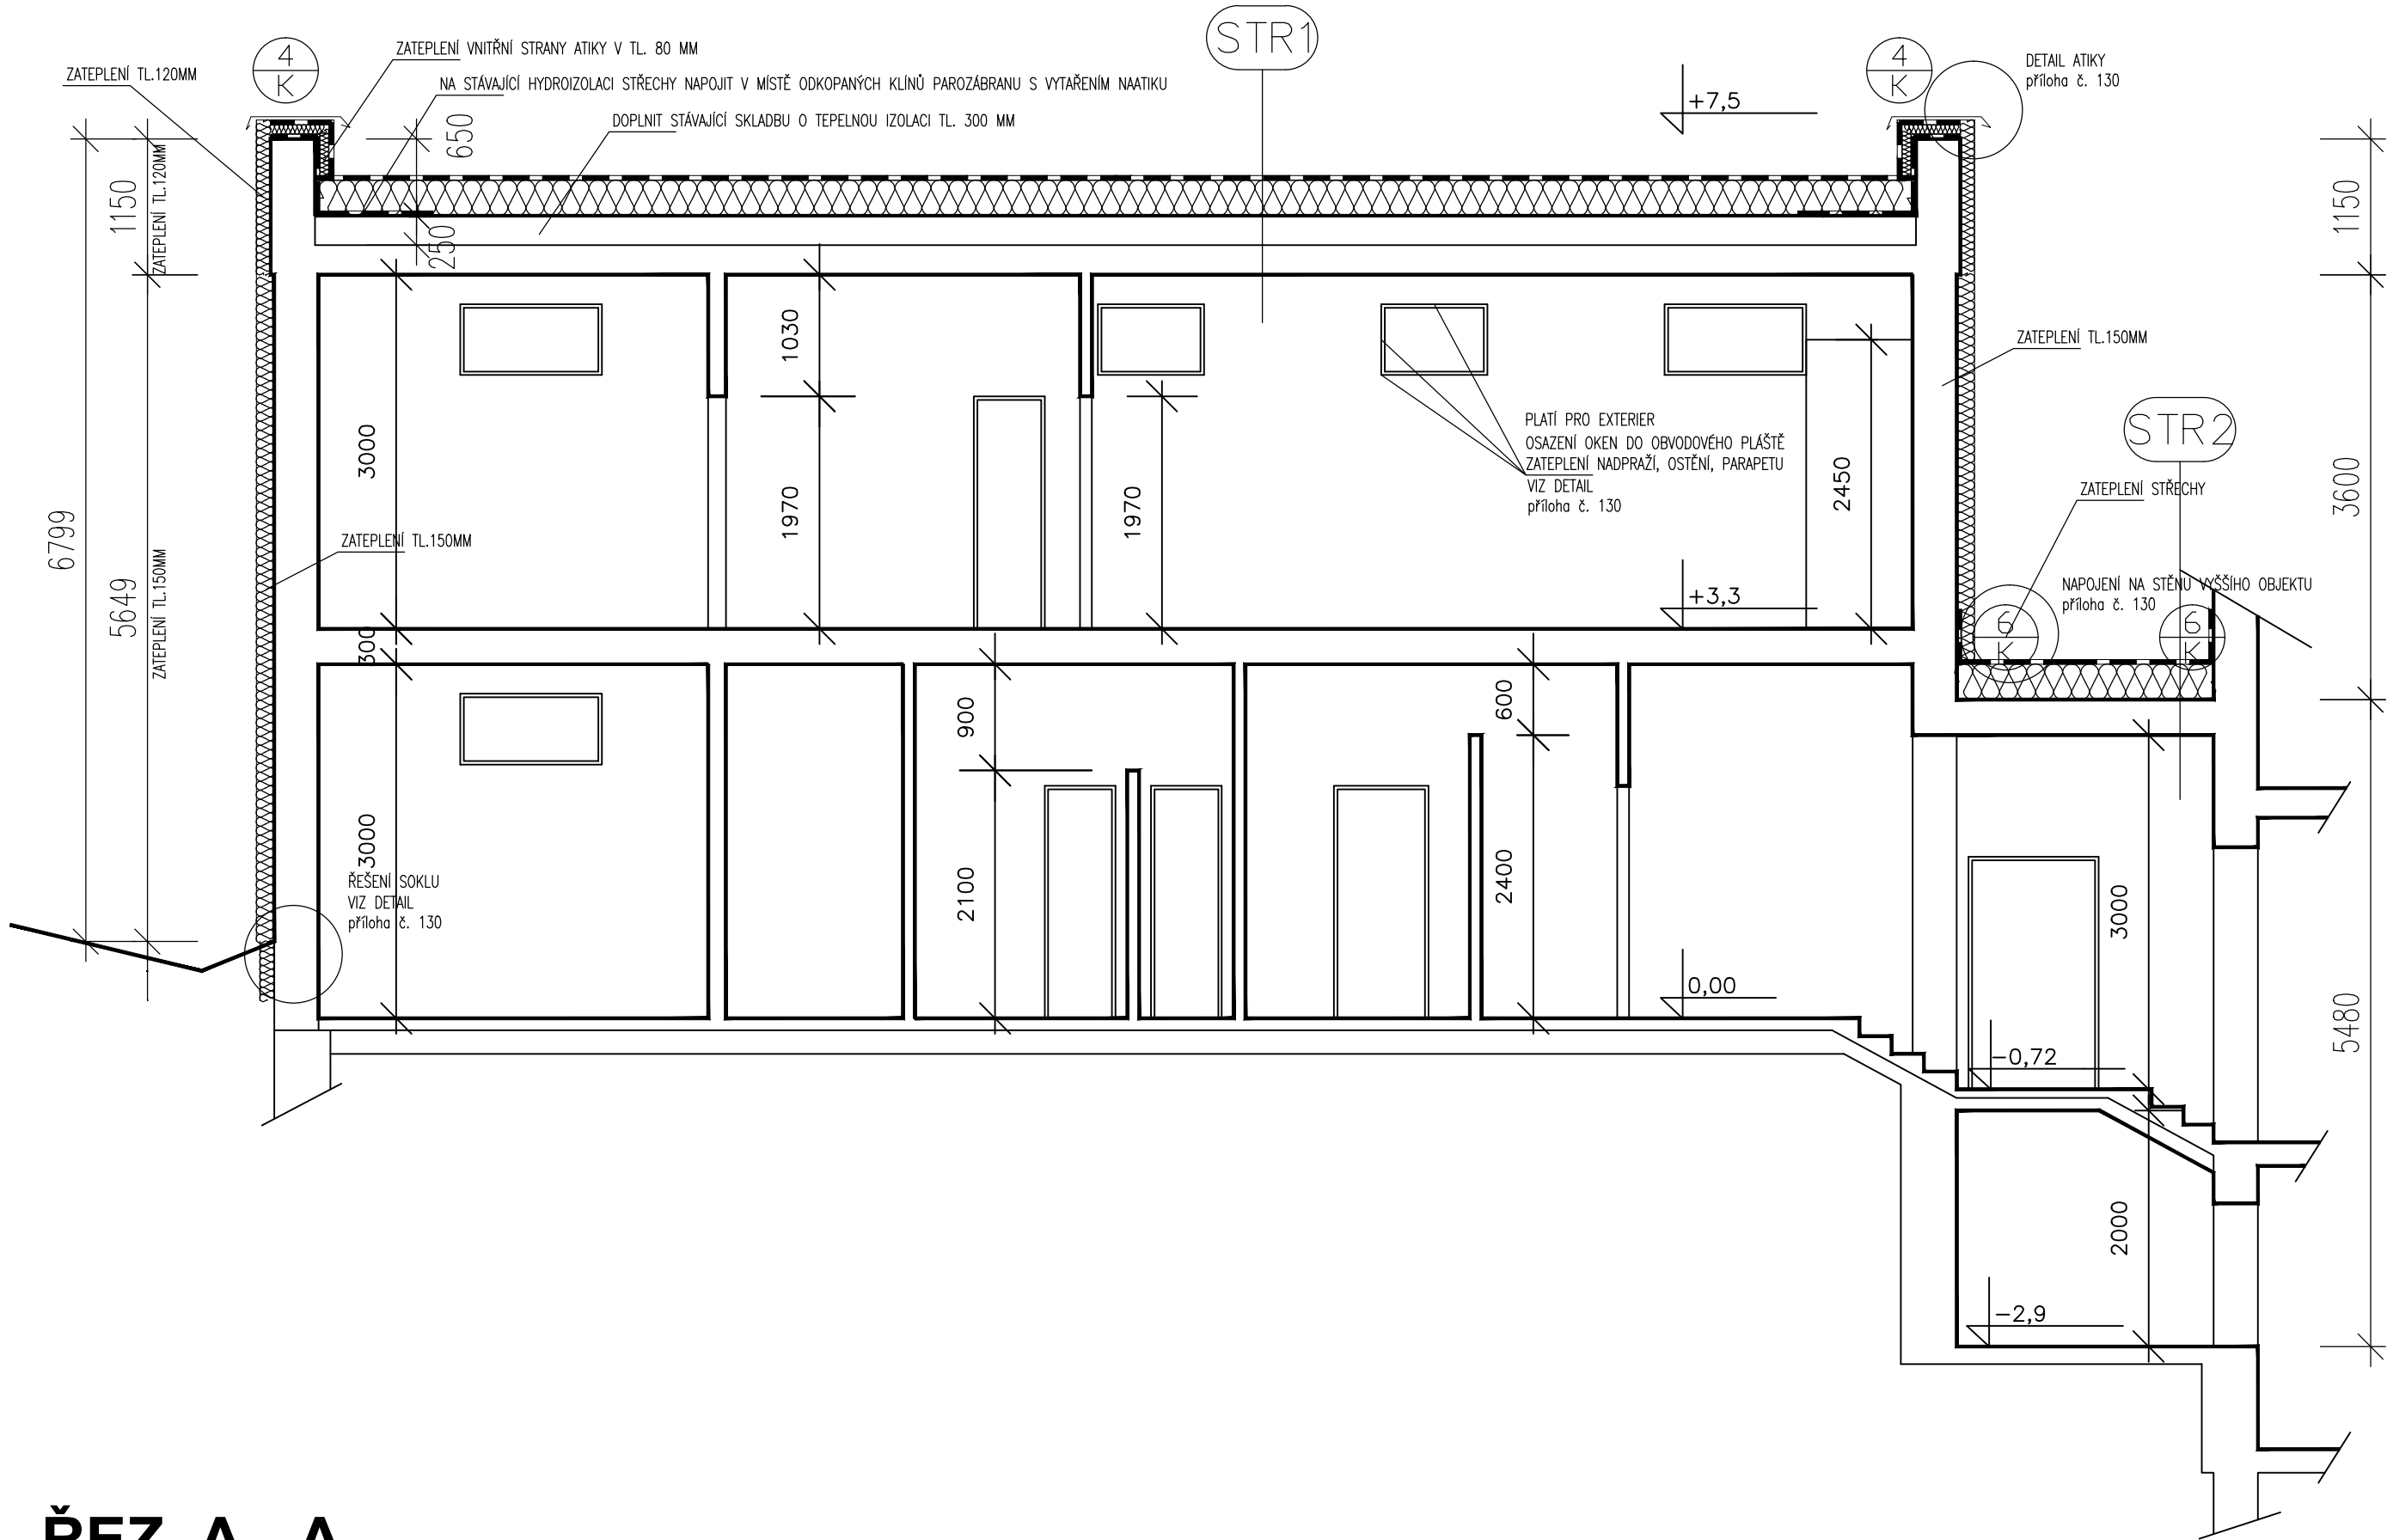 STR1
4
K
ZATEPLENÍ VNITŘNÍ STRANY ATIKY V TL. 80 MM
ZATEPLENÍ TL.120MM
NA STÁVAJÍCÍ HYDROIZOLACI STŘECHY NAPOJIT V MÍSTĚ ODKOPANÝCH KLÍNŮ PAROZÁBRANU S VYTAŘENÍM NAATIKU
DOPLNIT STÁVAJÍCÍ SKLADBU O TEPELNOU IZOLACI TL. 300 MM
+7,5
4
K
DETAIL ATIKY
příloha č. 130
650
250
1150
ZATEPLENÍ TL.120MM
1150
6799
5649
ZATEPLENÍ TL.150MM
ZATEPLENÍ TL.150MM
3000
1030
1970
1970
PLATÍ PRO EXTERIER
OSAZENÍ OKEN DO OBVODOVÉHO PLÁŠTĚ
ZATEPLENÍ NADPRAŽÍ, OSTĚNÍ, PARAPETU
VIZ DETAIL
příloha č. 130
2450
ZATEPLENÍ TL.150MM
STR2
ZATEPLENÍ STŘECHY
3600
+3,3
NAPOJENÍ NA STĚNU VYŠŠÍHO OBJEKTU
příloha č. 130
6
K
6
K
300
3000
ŘEŠENÍ SOKLU
VIZ DETAIL
příloha č. 130
900
2100
600
2400
0,00
3000
-0,72
5480
2000
-2,9
ŘEZ A-A